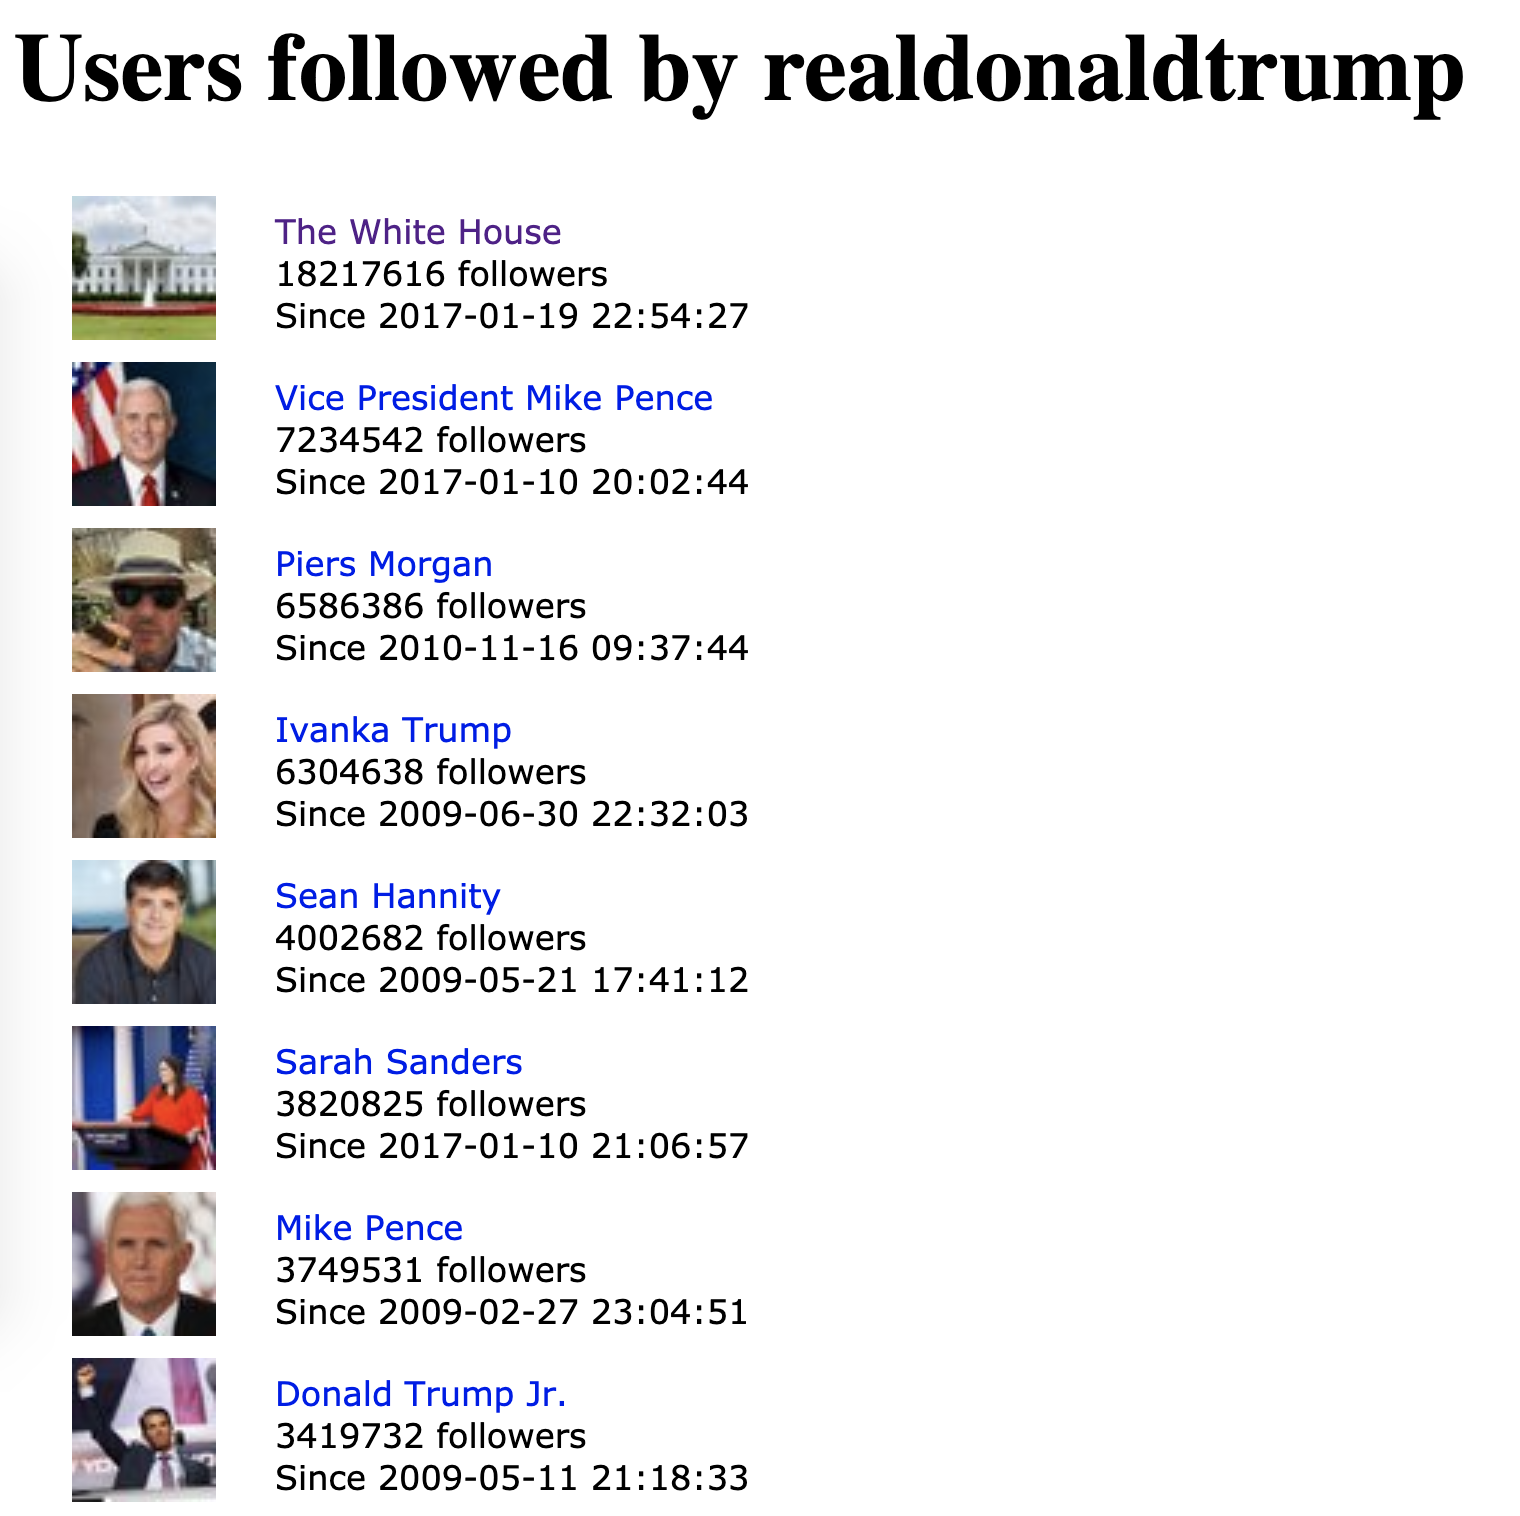 Users followed by realdonaldtrump
The White House
18217616 followers
Since 2017-01-19 22:54:27
Vice President Mike Pence
7234542 followers
Since 2017-01-10 20:02:44
Piers Morgan
6586386 followers
Since 2010-11-16 09:37:44
Ivanka Trump
6304638 followers
Since 2009-06-30 22:32:03
Sean Hannity
4002682 followers
Since 2009-05-21 17:41:12
Sarah Sanders
3820825 followers
Since 2017-01-10 21:06:57
Mike Pence
3749531 followers
Since 2009-02-27 23:04:51
Donald Trump Jr.
3419732 followers
Since 2009-05-11 21:18:33